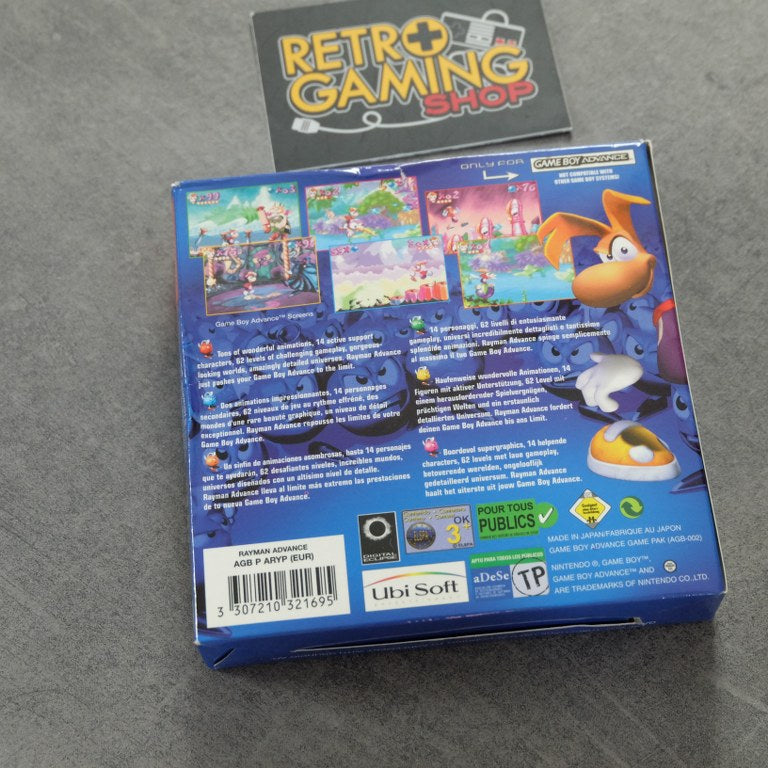 RETRO
GAMING
SHOP
ONLY FOR
GAME BOY ADVANCE
NOT COMPATIBLE WITH
OTHER GAME BOY SYSTEMS!
Game Boy Advance™ Screens
Tons of wonderful animations, 14 active support
characters, 62 levels of challenging gameplay, gorgeous
looking worlds, amazingly detailed universes. Rayman Advance
just pushes your Game Boy Advance to the limit.
Des animations impressionnantes, 14 personnages
secondaires, 62 niveaux de jeu au rythme effréné, des
mondes d'une rare beauté graphique, un niveau de détail
exceptionnel. Rayman Advance repousse les limites de votre
Game Boy Advance.
Un sinfín de animaciones asombrosas, hasta 14 personajes
que te ayudarán, 62 desafiantes niveles, increíbles mundos,
universos diseñados con un altísimo nivel de detalle.
Rayman Advance lleva al límite más extremo las prestaciones
de tu nueva Game Boy Advance.
14 personaggi, 62 livelli di entusiasmante
gameplay, universi incredibilmente dettagliati e tantissime
splendide animazioni. Rayman Advance spinge semplicemente
al massimo il tuo Game Boy Advance.
Haufenweise wundervolle Animationen, 14
Figuren mit aktiver Unterstützung, 62 Level mit
einem herausfordernder Spielvergnügen,
prächtigen Welten und ein erstaunlich
detailliertes Universum. Rayman Advance fordert
deinen Game Boy Advance bis ans Limit.
Boordevol supergraphics, 14 helpende
characters, 62 levels met lauw gameplay,
betoverende werelden, ongelooflijk
gedetailleerd universum. Rayman Advance
haalt het uiterste uit jouw Game Boy Advance.
RAYMAN ADVANCE
AGB P ARYP (EUR)
3 307210 321695
DIGITAL
ECLIPSE
ELSPA
OK
3+
© ELSPA
POUR TOUS
PUBLICS
Ubi Soft
APTO PARA TODOS LOS PUBLICOS
aDeSe
TP
MADE IN JAPAN/FABRIQUE AU JAPON
GAME BOY ADVANCE GAME PAK (AGB-002)
NINTENDO ®, GAME BOY™,
GAME BOY ADVANCE™ AND
ARE TRADEMARKS OF NINTENDO CO.,LTD.